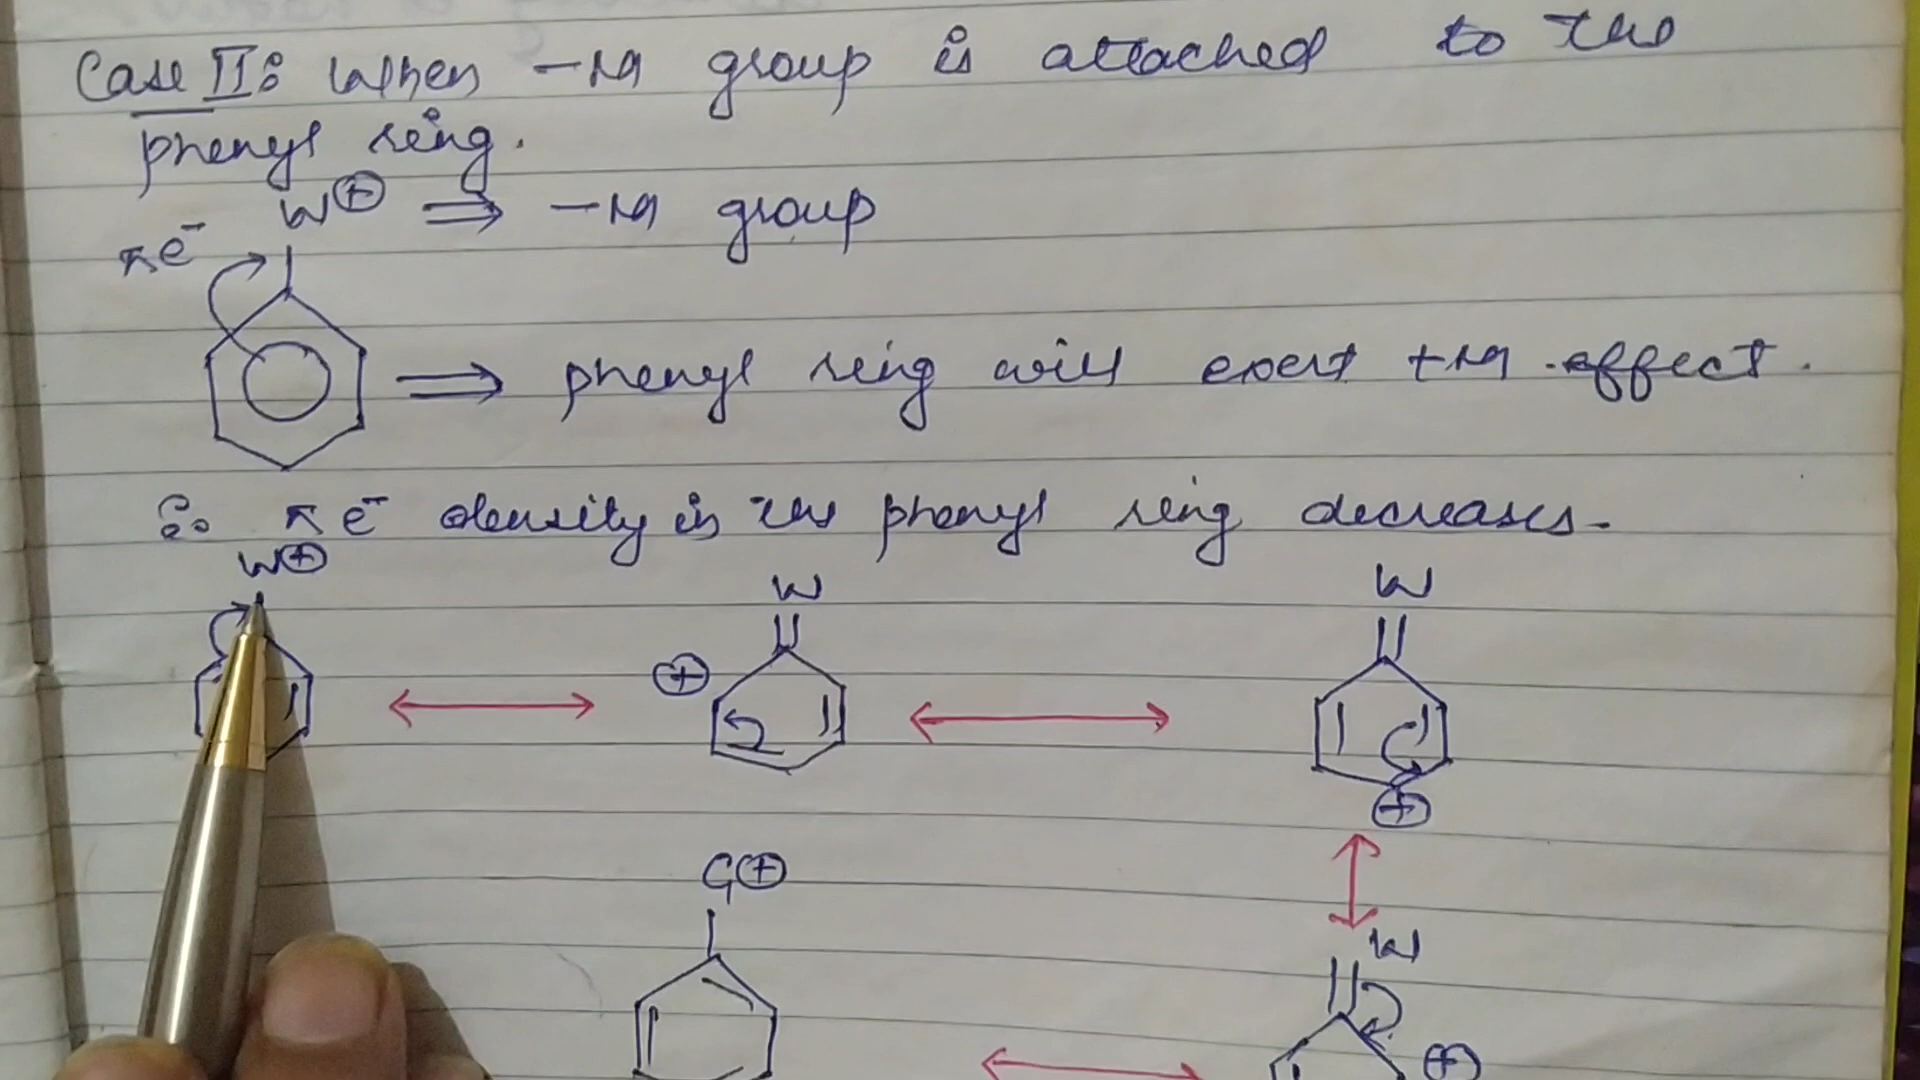 Case II: When -M group is attached to the
phenyl ring.
W⊕ ⇒ -M group
πe⁻
⇒ phenyl ring will exert +M effect.
So π e⁻ density in the phenyl ring decreases.
W⊕ W W
⊕
⊕
G⊕
W
⊕